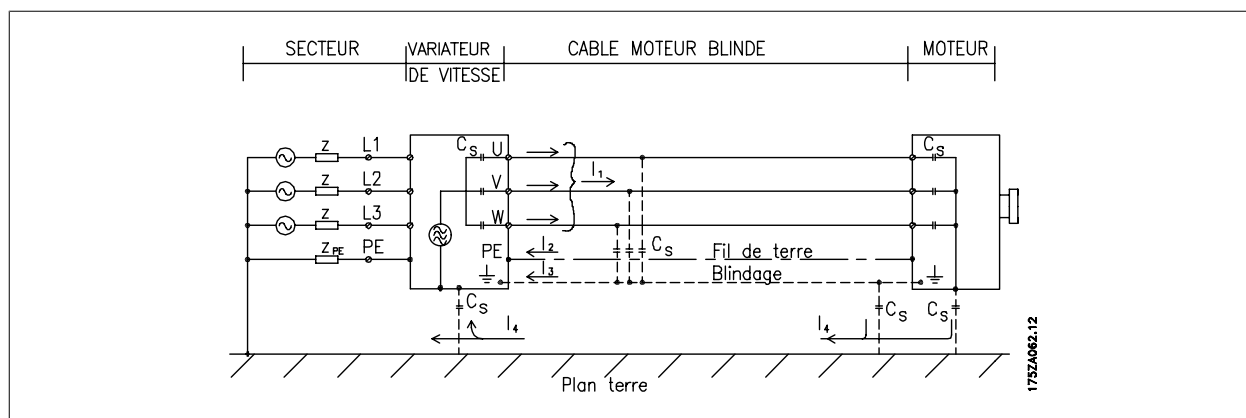 SECTEUR VARIATEUR DE VITESSE CABLE MOTEUR BLINDE MOTEUR
Z L1 Cs U Cs
I1
Z L2 V
Z L3 W
ZPE PE PE I2 Cs Fil de terre
I3 Blindage
Cs Cs Cs
I4 I4
Plan terre
175ZA062.12